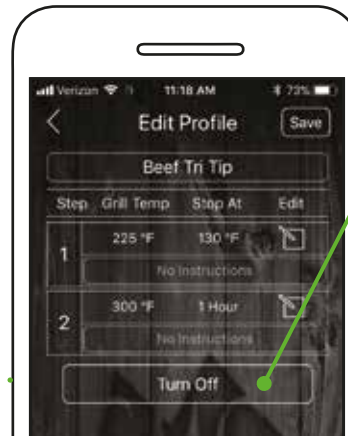 Verizon 11:18 AM 73%
Edit Profile Save
Beef Tri Tip
Step Grill Temp Stop At Edit
1 225 °F 130 °F
No Instructions
2 300 °F 1 Hour
No Instructions
Turn Off